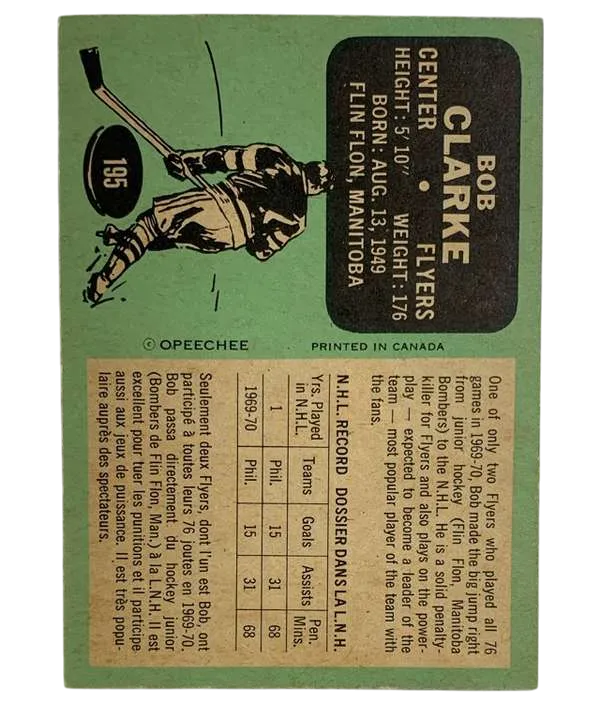 BOB
CLARKE
CENTER • FLYERS
HEIGHT: 5'10" WEIGHT: 176
BORN: AUG. 13, 1949
FLIN FLON, MANITOBA
195
© OPEECHEE PRINTED IN CANADA
One of only two Flyers who played all 76
games in 1969-70, Bob made the big jump right
from junior hockey (Flin Flon, Manitoba
Bombers) to the N.H.L. He is a solid penalty-
killer for Flyers and also plays on the power-
play — expected to become a leader of the
team — most popular player of the team with
the fans.
N.H.L. RECORD DOSSIER DANS LA L.N.H.
Yrs. Played in N.H.L. Teams Goals Assists Pen. Mins.
1 Phil. 15 31 68
1969-70 Phil. 15 31 68
Seulement deux Flyers, dont l'un est Bob, ont
participé à toutes leurs 76 joutes en 1969-70.
Bob passa directement du hockey junior
(Bombers de Flin Flon, Man.) à la L.N.H. Il est
excellent pour tuer les punitions et il participe
aussi aux jeux de puissance. Il est très popu-
laire auprès des spectateurs.